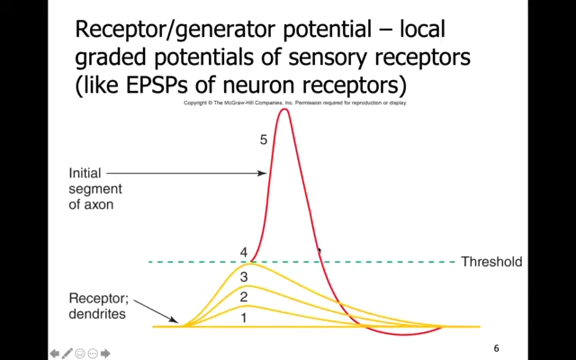 Receptor/generator potential – local
graded potentials of sensory receptors
(like EPSPs of neuron receptors)
Copyright © The McGraw-Hill Companies, Inc. Permission required for reproduction or display.
5
Initial
segment
of axon
4
Threshold
3
Receptor;
dendrites
2
1
6